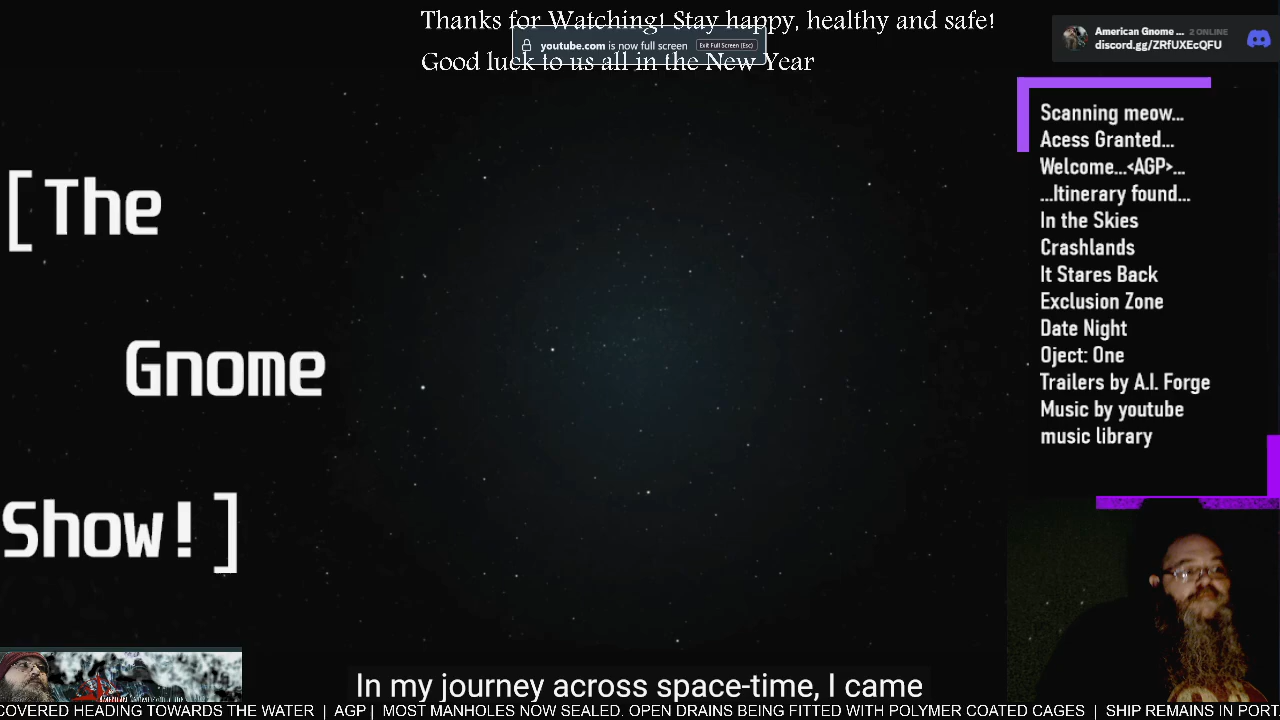 Thanks for Watching! Stay happy, healthy and safe!
youtube.com is now full screen Exit Full Screen (Esc)
Good luck to us all in the New Year
American Gnome ... 2 ONLINE
discord.gg/ZRfUXEcQFU
[The
Gnome
Show!]
Scanning meow...
Acess Granted...
Welcome...<AGP>...
...Itinerary found...
In the Skies
Crashlands
It Stares Back
Exclusion Zone
Date Night
Oject: One
Trailers by A.I. Forge
Music by youtube
music library
In my journey across space-time, I came
COVERED HEADING TOWARDS THE WATER | AGP | MOST MANHOLES NOW SEALED. OPEN DRAINS BEING FITTED WITH POLYMER COATED CAGES | SHIP REMAINS IN PORT